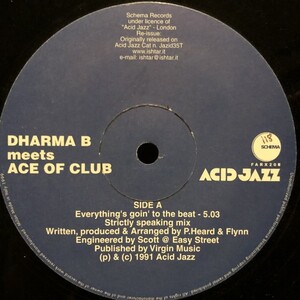 Schema Records
under licence of
"Acid Jazz" - London
Re-issue:
Originally released on
Acid Jazz Cat n. Jazid35T
www.ishtar.it
e-mail: ishtar@ishtar.it
DHARMA B
meets
ACE OF CLUB
118
SCHEMA
FARX208
ACID JAZZ
SIDE A
Everything's goin' to the beat - 5.03
Strictly speaking mix
Written, produced & Arranged by P.Heard & Flynn
Engineered by Scott @ Easy Street
Published by Virgin Music
(p) & (c) 1991 Acid Jazz